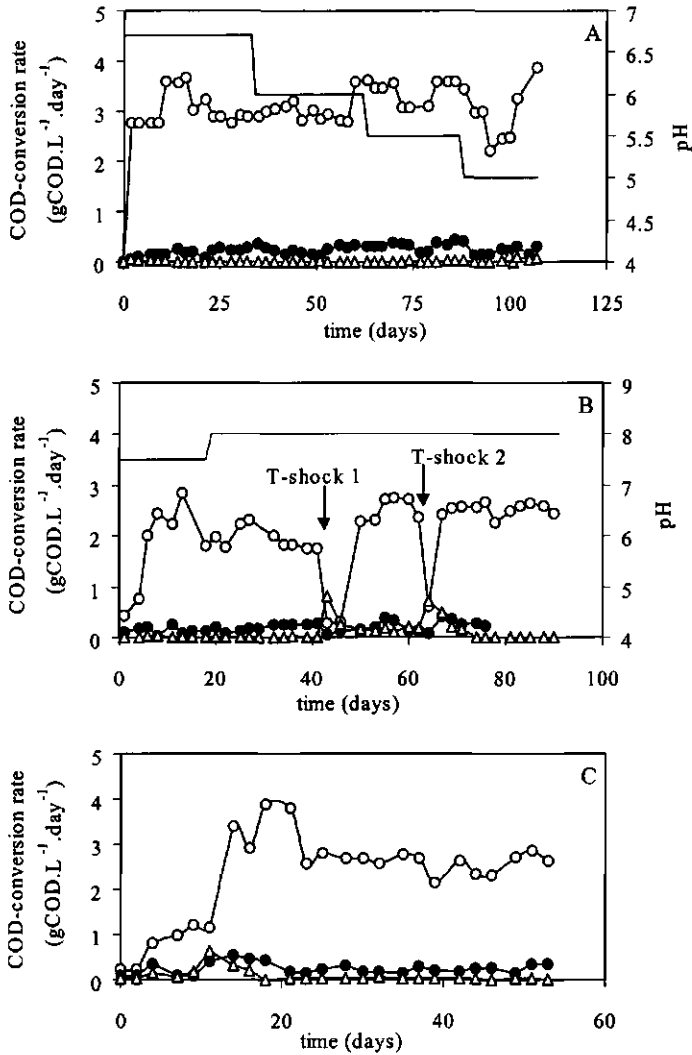 A
COD-conversion rate
(gCOD.L⁻¹.day⁻¹)
5
4
3
2
1
0
7
6.5
6
5.5
5
4.5
4
pH
0 25 50 75 100 125
time (days)
B
COD-conversion rate
(gCOD.L⁻¹.day⁻¹)
5
4
3
2
1
0
T-shock 1
T-shock 2
9
8
7
6
5
4
pH
0 20 40 60 80 100
time (days)
C
COD-conversion rate
(gCOD.L⁻¹.day⁻¹)
5
4
3
2
1
0
0 20 40 60
time (days)